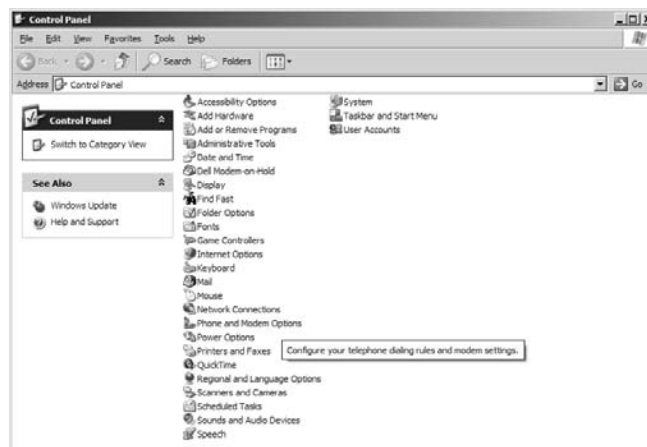 Control Panel
File Edit View Favorites Tools Help
Back Search Folders
Address Control Panel Go
Control Panel
Switch to Category View
See Also
Windows Update
Help and Support
Accessibility Options
Add Hardware
Add or Remove Programs
Administrative Tools
Date and Time
Dell Modem-on-Hold
Display
Find Fast
Folder Options
Fonts
Game Controllers
Internet Options
Keyboard
Mail
Mouse
Network Connections
Phone and Modem Options
Power Options
Printers and Faxes
Configure your telephone dialing rules and modem settings.
QuickTime
Regional and Language Options
Scanners and Cameras
Scheduled Tasks
Sounds and Audio Devices
Speech
System
Taskbar and Start Menu
User Accounts